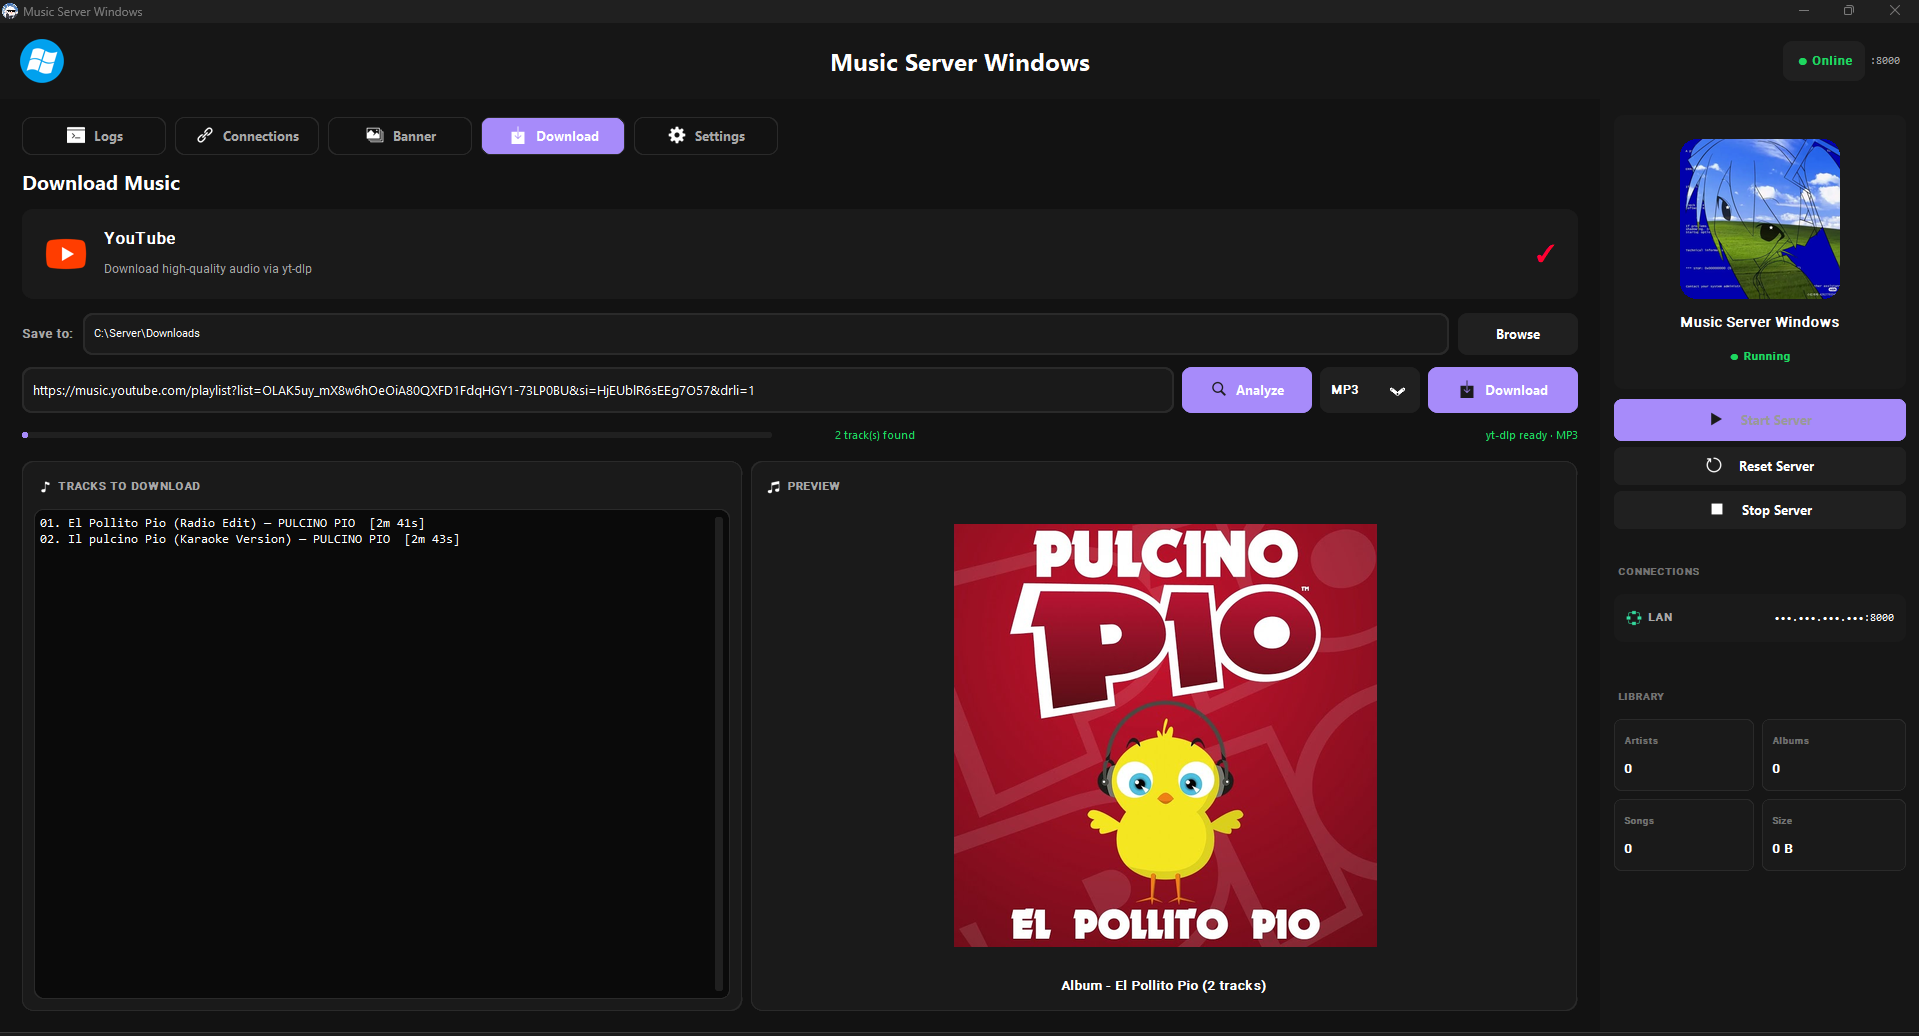 Music Server Windows
Music Server Windows
Online :8000
Logs
Connections
Banner
Download
Settings
Download Music
YouTube
Download high-quality audio via yt-dlp
✓
Save to:
C:\Server\Downloads
Browse
https://music.youtube.com/playlist?list=OLAK5uy_mX8w6hOeOiA80QXFD1FdqHGY1-73LP0BU&si=HjEUblR6sEEg7O57&drli=1
Analyze
MP3
Download
2 track(s) found
yt-dlp ready · MP3
TRACKS TO DOWNLOAD
01. El Pollito Pio (Radio Edit) — PULCINO PIO [2m 41s]
02. Il pulcino Pio (Karaoke Version) — PULCINO PIO [2m 43s]
PREVIEW
PULCINO
PIO™
EL POLLITO PIO
Album - El Pollito Pio (2 tracks)
Music Server Windows
Running
Start Server
Reset Server
Stop Server
CONNECTIONS
LAN
•••.•••.•••.•••:8000
LIBRARY
Artists
0
Albums
0
Songs
0
Size
0 B